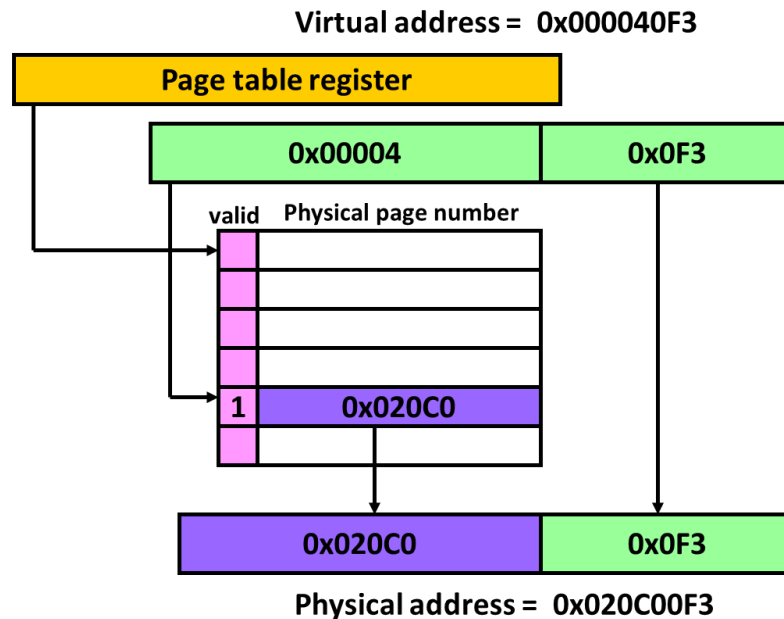 Virtual address = 0x000040F3
Page table register
0x00004 0x0F3
valid Physical page number
1 0x020C0
0x020C0 0x0F3
Physical address = 0x020C00F3